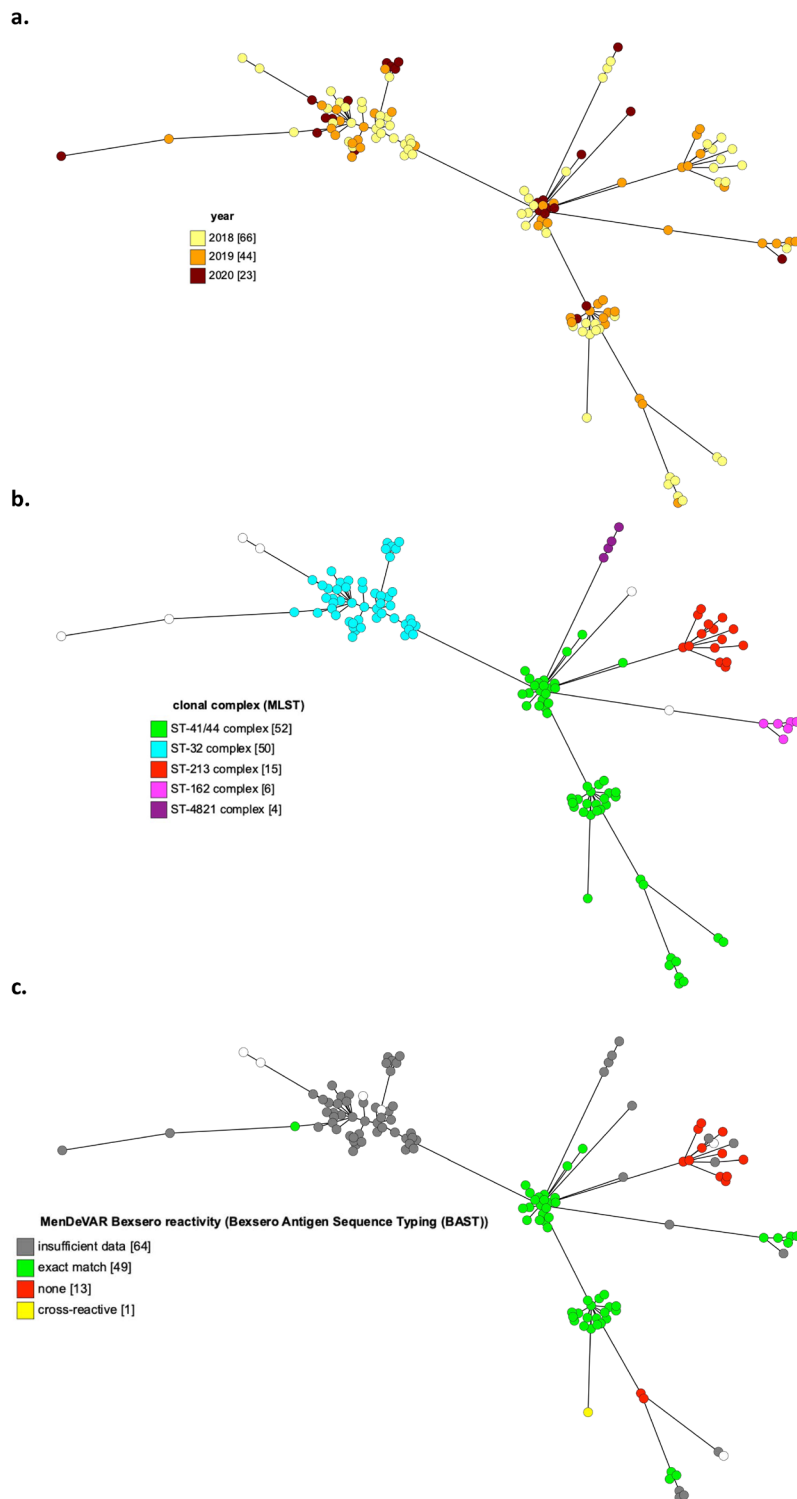 a.
year
2018 [66]
2019 [44]
2020 [23]
b.
clonal complex (MLST)
ST-41/44 complex [52]
ST-32 complex [50]
ST-213 complex [15]
ST-162 complex [6]
ST-4821 complex [4]
c.
MenDeVAR Bexsero reactivity (Bexsero Antigen Sequence Typing (BAST))
insufficient data [64]
exact match [49]
none [13]
cross-reactive [1]